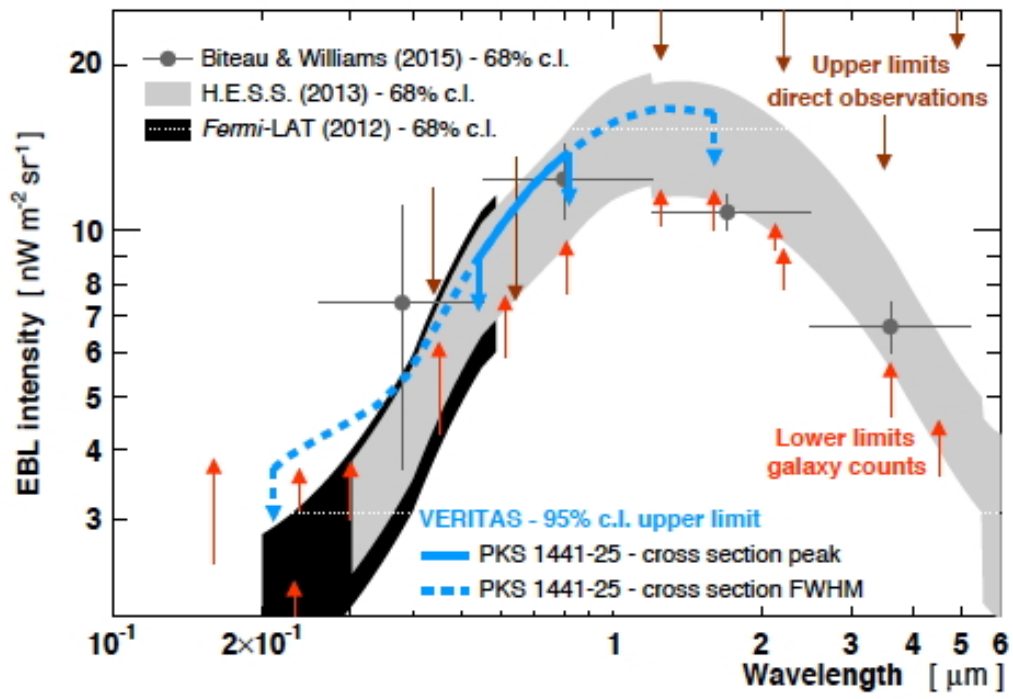 20
10
8
7
6
5
4
3
EBL intensity [ nW m-2 sr-1 ]
Biteau & Williams (2015) - 68% c.l.
H.E.S.S. (2013) - 68% c.l.
Fermi-LAT (2012) - 68% c.l.
Upper limits
direct observations
Lower limits
galaxy counts
VERITAS - 95% c.l. upper limit
PKS 1441-25 - cross section peak
PKS 1441-25 - cross section FWHM
10-1 2×10-1 1 2 3 4 5 6
Wavelength [ μm ]